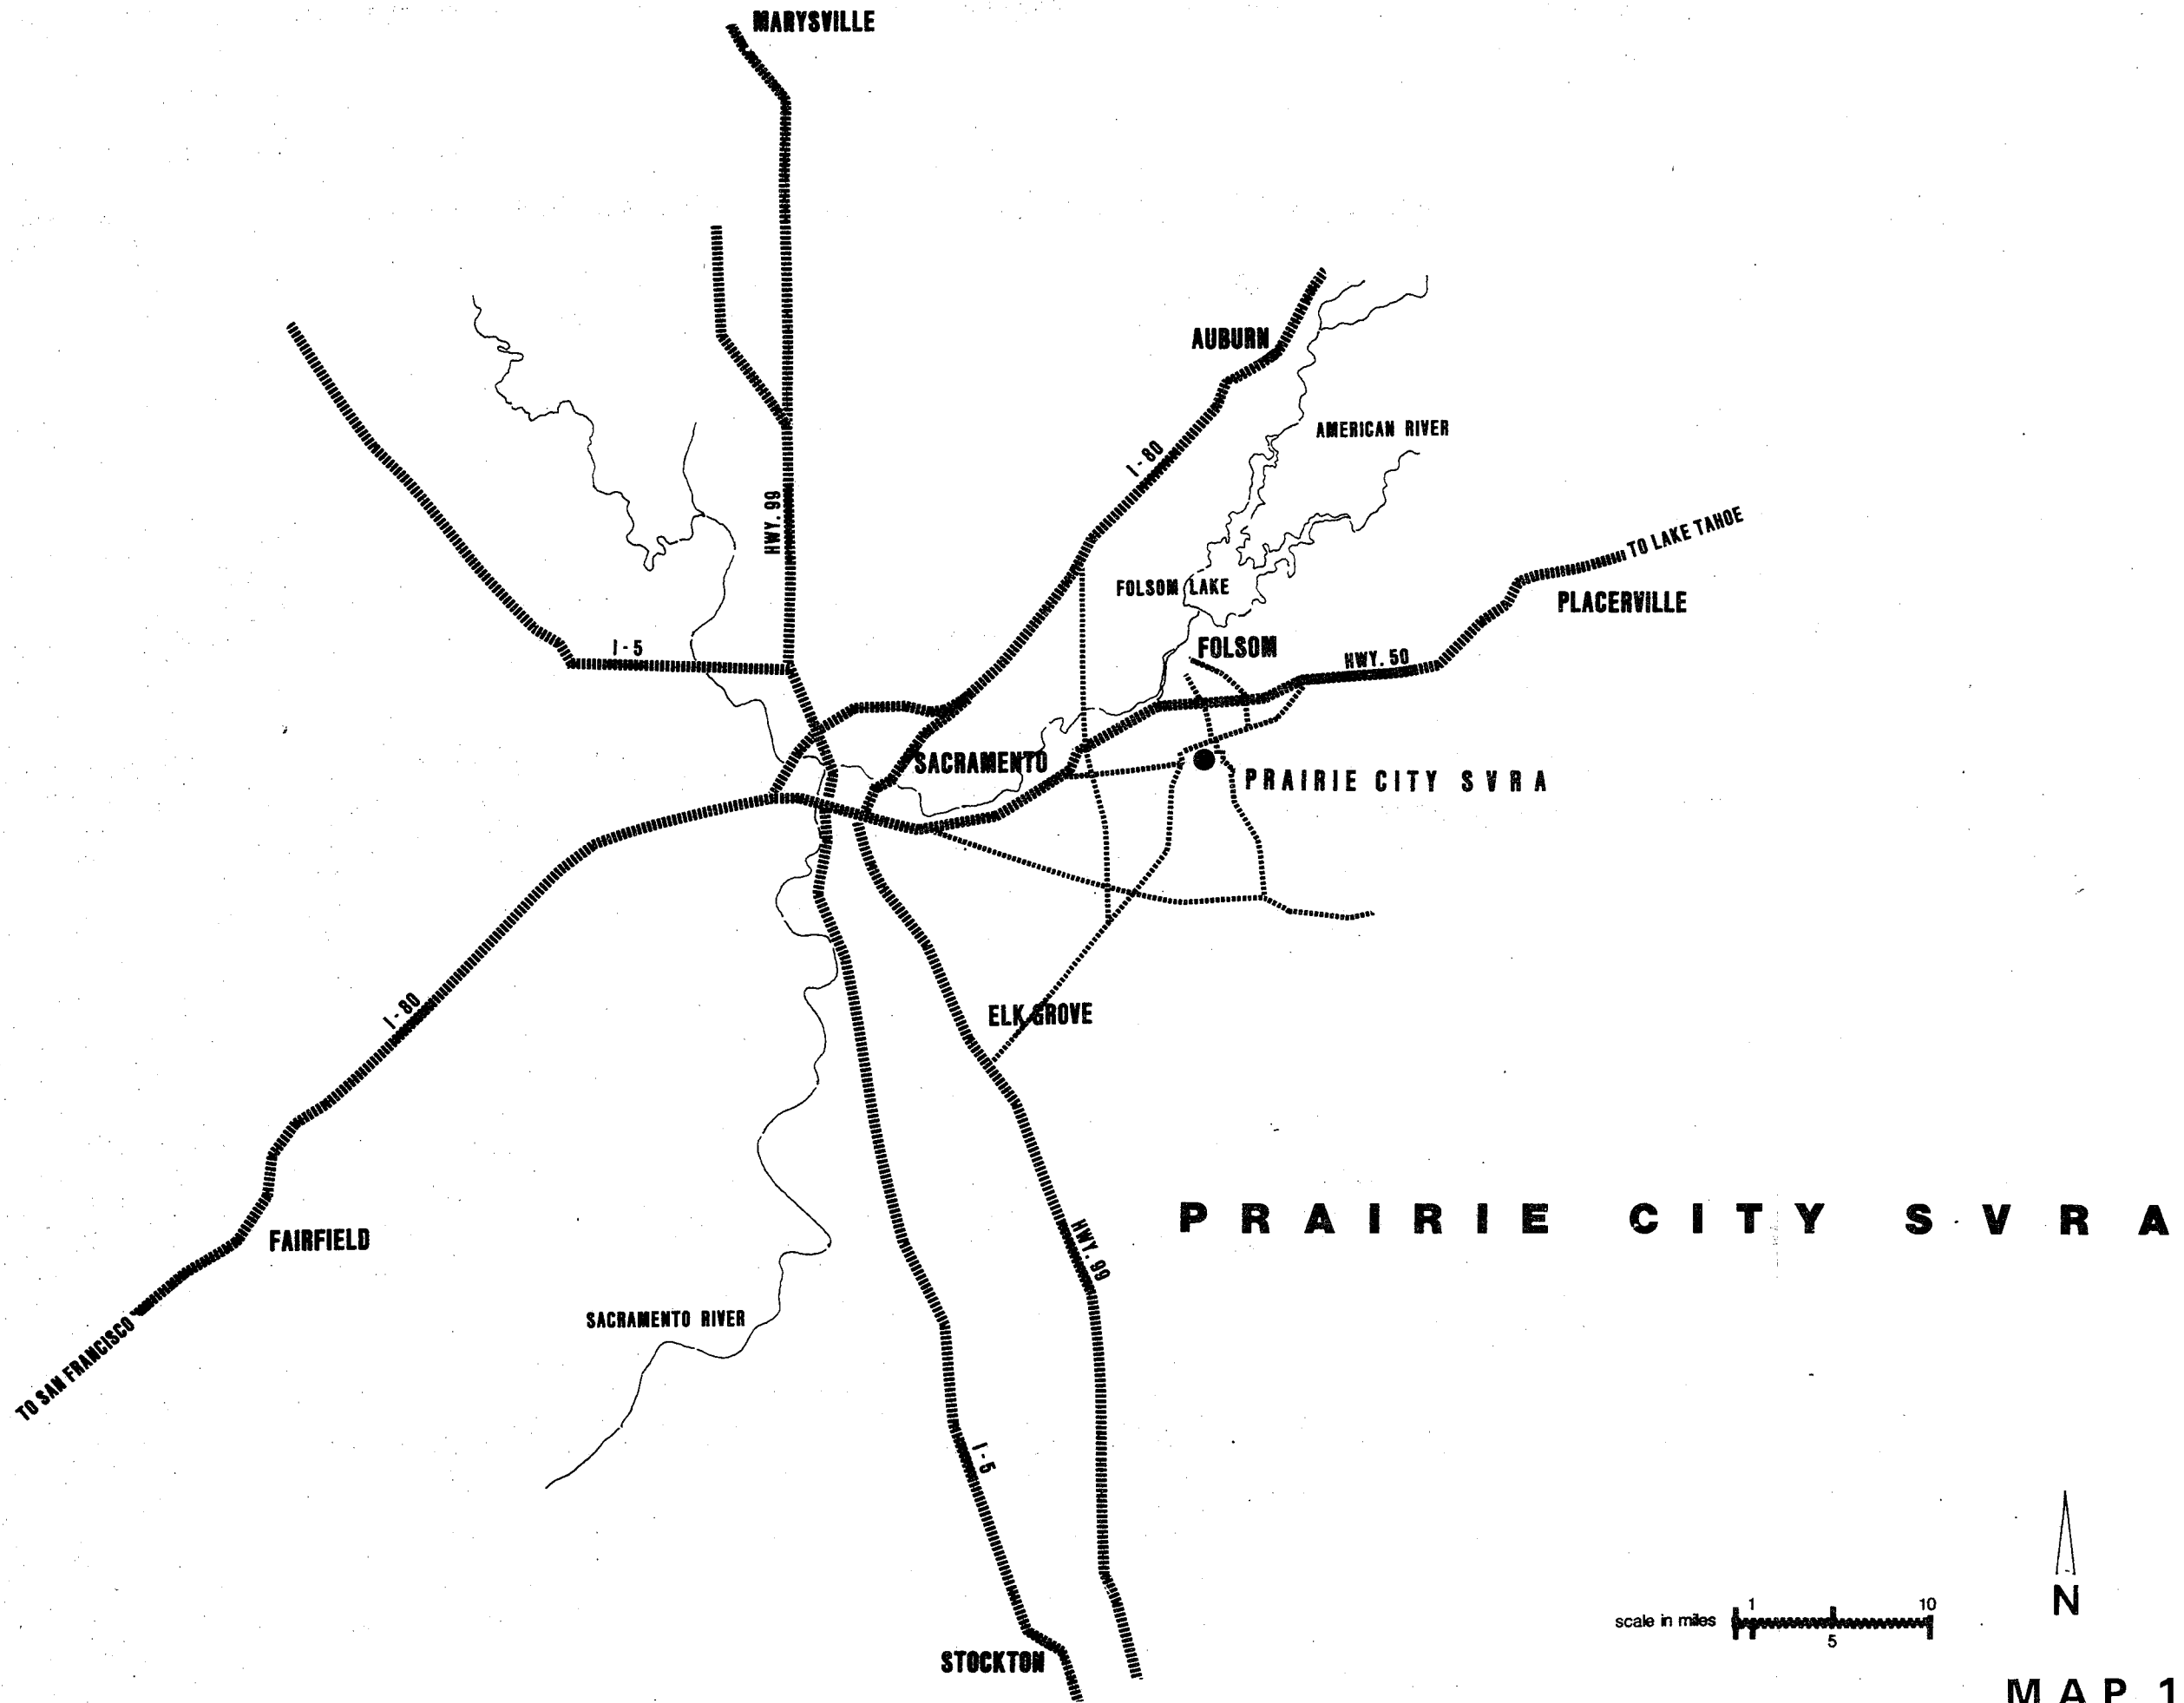 MARYSVILLE
AUBURN
AMERICAN RIVER
I-80
HWY. 99
TO LAKE TAHOE
FOLSOM LAKE
PLACERVILLE
FOLSOM
I-5
HWY. 50
SACRAMENTO
PRAIRIE CITY SVRA
I-80
ELK GROVE
PRAIRIE CITY SVRA
FAIRFIELD
HWY. 99
SACRAMENTO RIVER
TO SAN FRANCISCO
I-5
N
scale in miles
1
10
5
STOCKTON
MAP 1